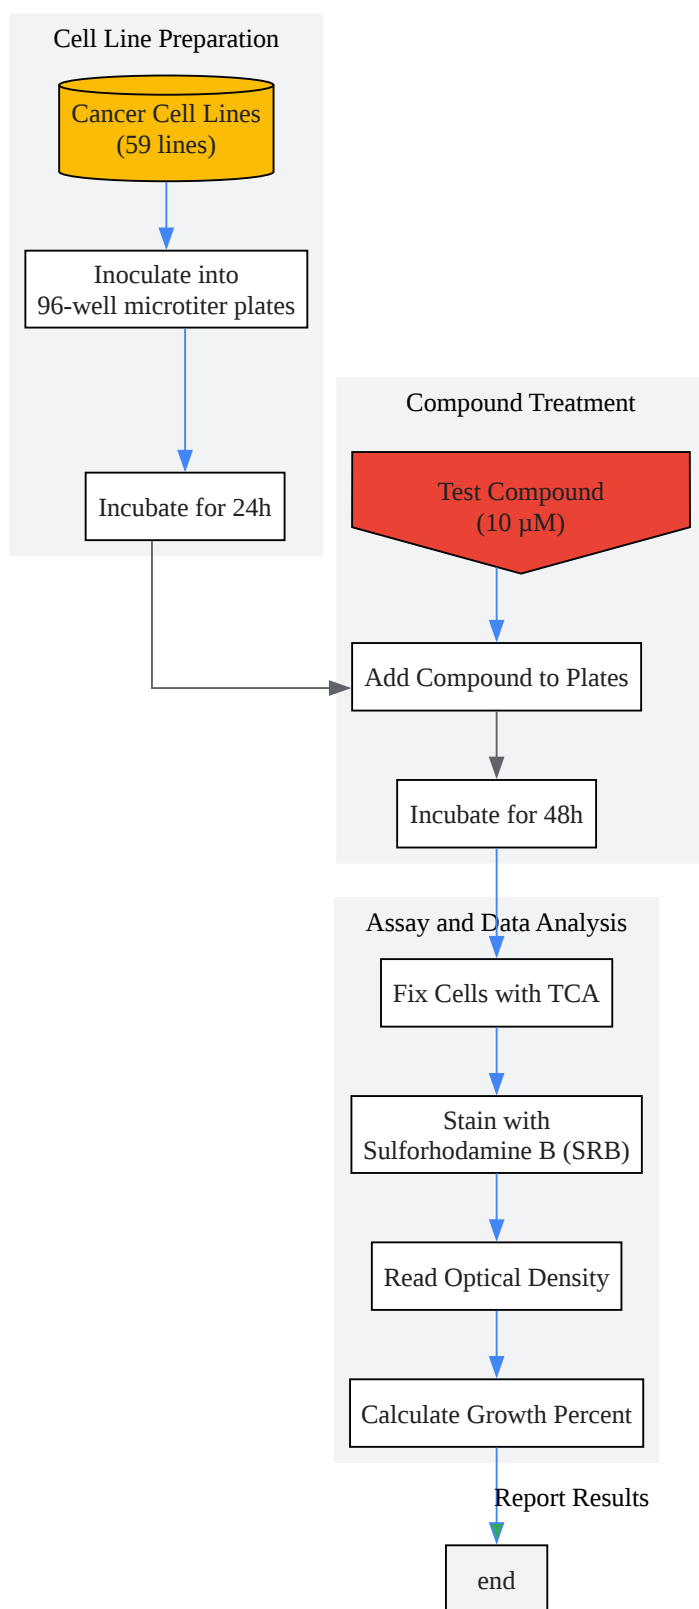 Cell Line Preparation
Cancer Cell Lines
(59 lines)
Inoculate into
96-well microtiter plates
Incubate for 24h
Compound Treatment
Test Compound
(10 µM)
Add Compound to Plates
Incubate for 48h
Assay and Data Analysis
Fix Cells with TCA
Stain with
Sulforhodamine B (SRB)
Read Optical Density
Calculate Growth Percent
Report Results
end